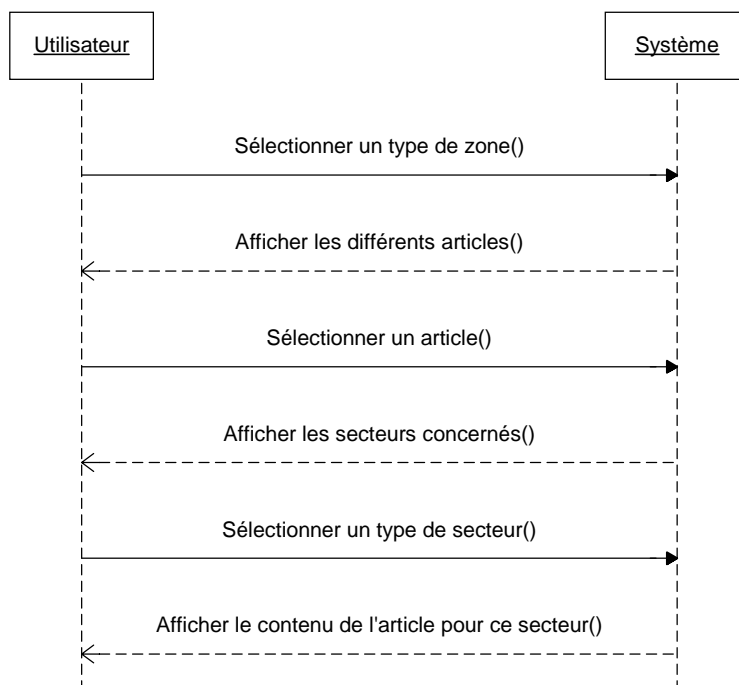 Utilisateur
Système
Sélectionner un type de zone()
Afficher les différents articles()
Sélectionner un article()
Afficher les secteurs concernés()
Sélectionner un type de secteur()
Afficher le contenu de l'article pour ce secteur()